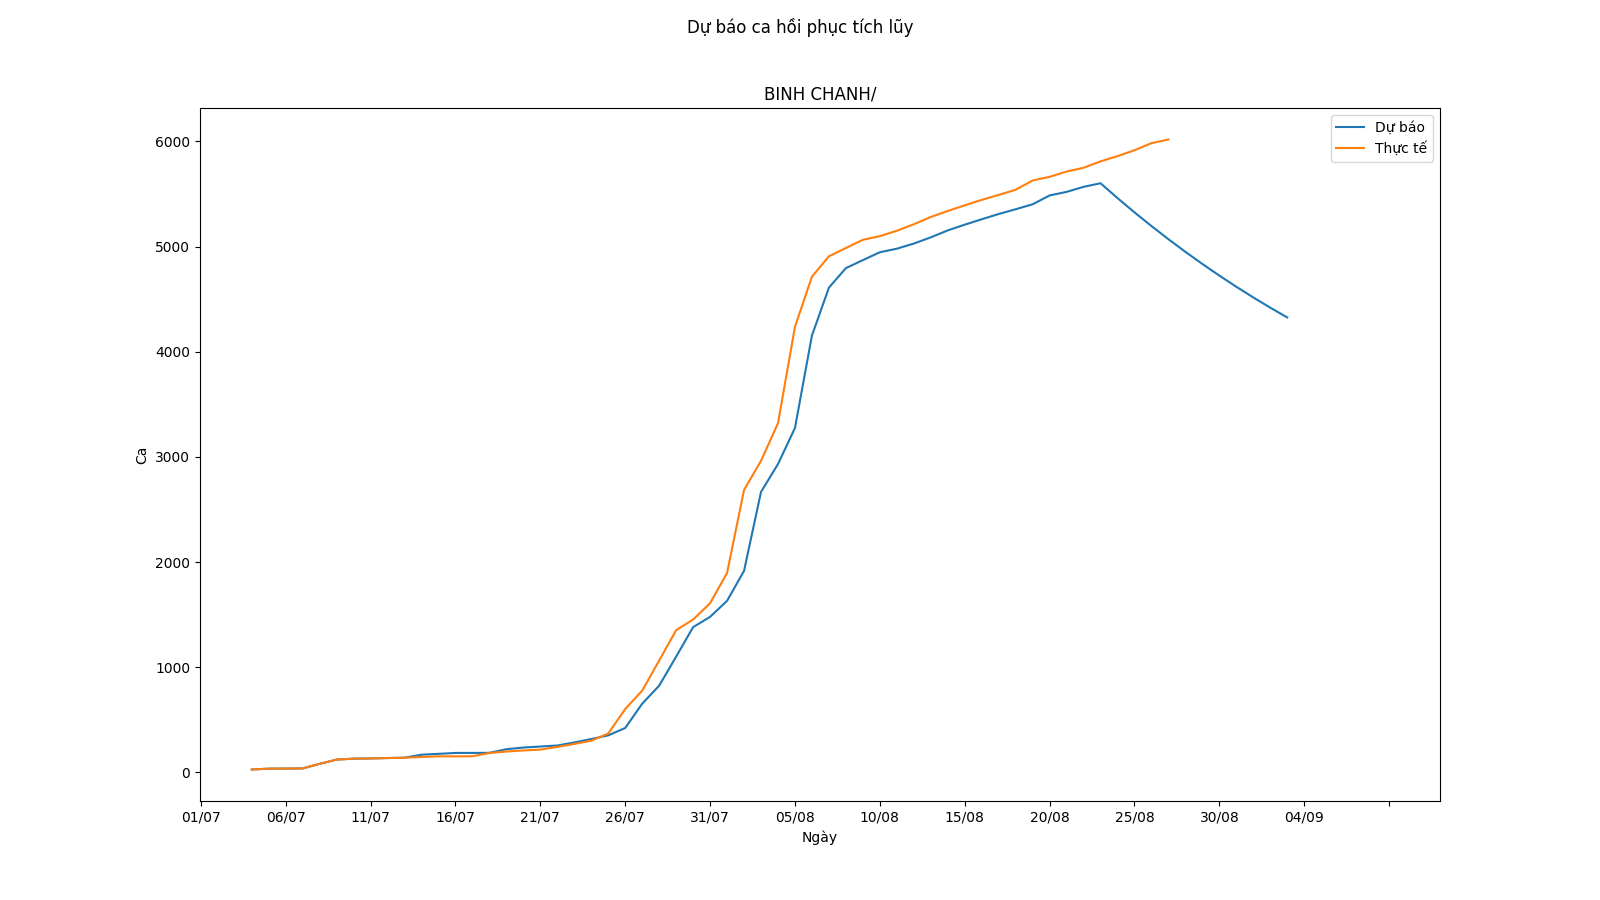 Dự báo ca hồi phục tích lũy
BINH CHANH/
Dự báo
Thực tế
6000
5000
4000
3000
2000
1000
0
Ca
01/07 06/07 11/07 16/07 21/07 26/07 31/07 05/08 10/08 15/08 20/08 25/08 30/08 04/09
Ngày